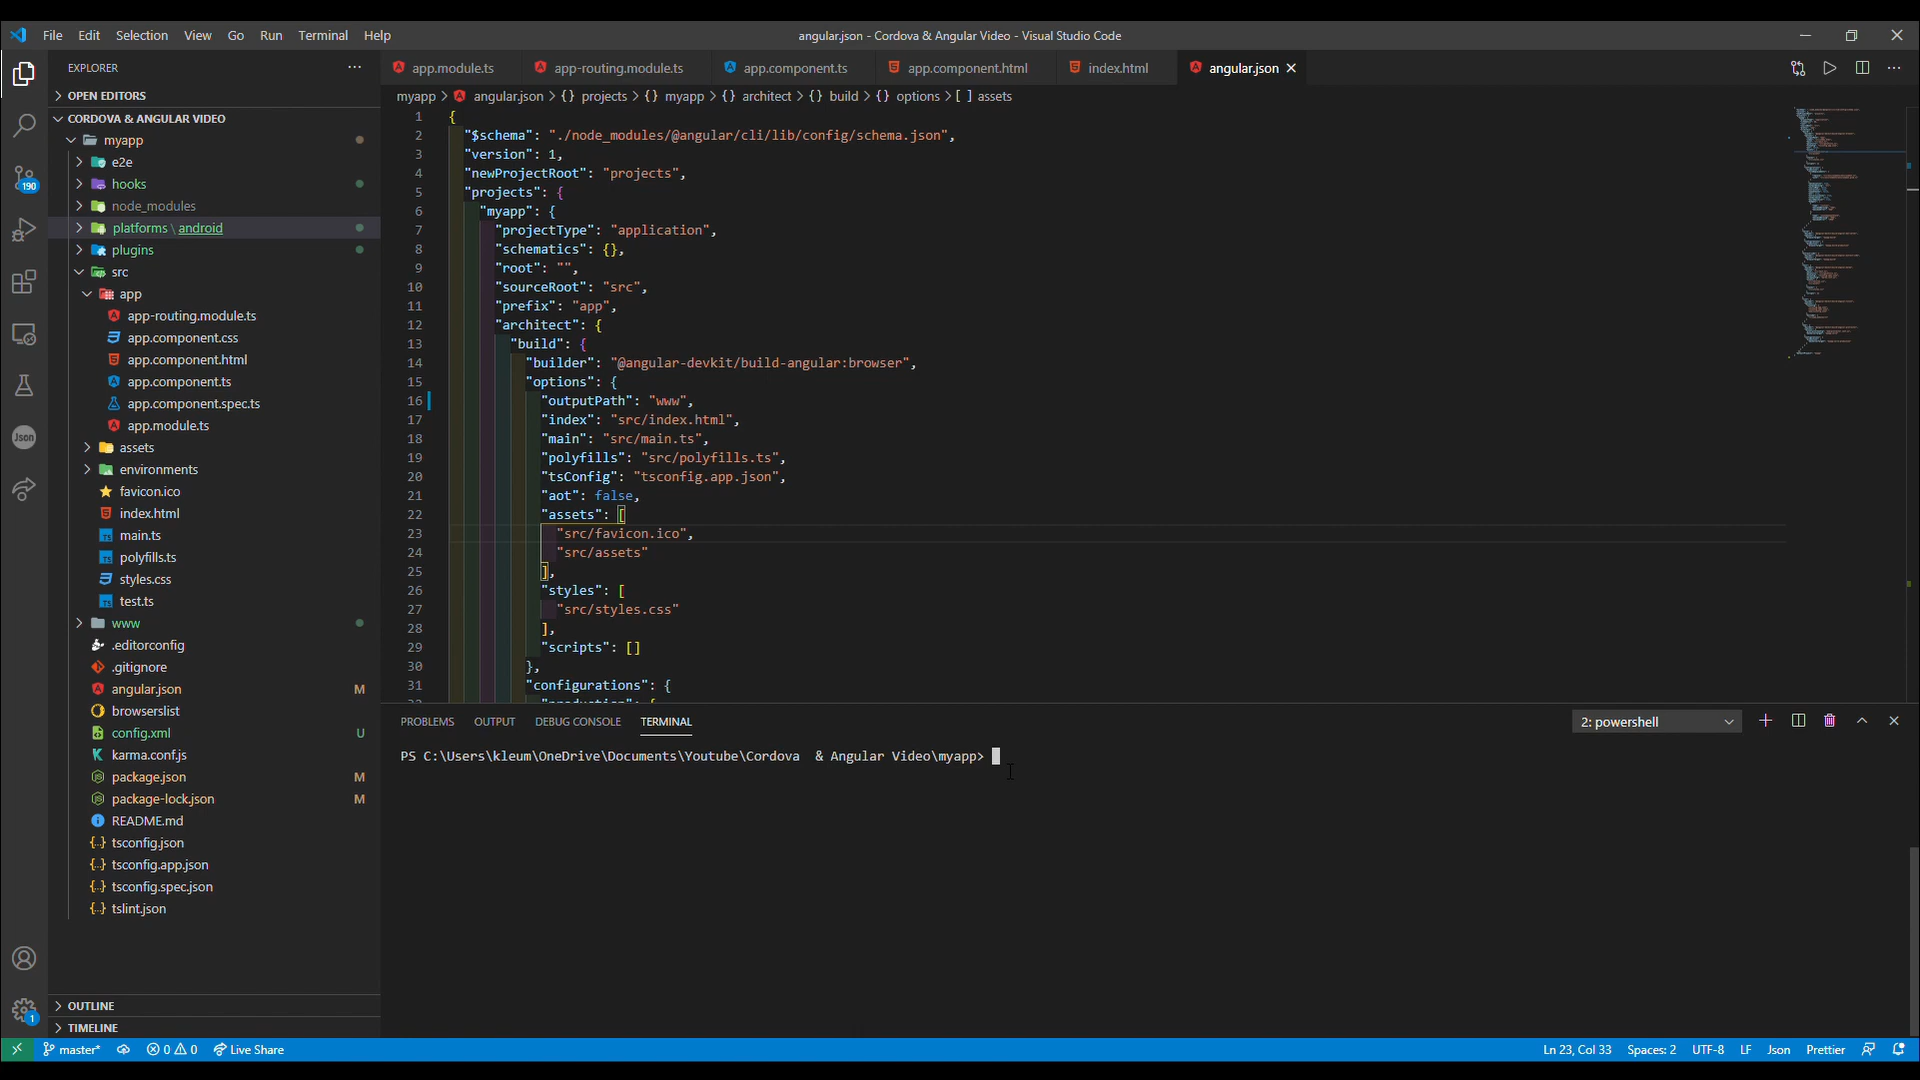 File Edit Selection View Go Run Terminal Help
angular.json - Cordova & Angular Video - Visual Studio Code
EXPLORER
OPEN EDITORS
CORDOVA & ANGULAR VIDEO
myapp
e2e
hooks
node_modules
platforms \ android
plugins
src
app
app-routing.module.ts
app.component.css
app.component.html
app.component.ts
app.component.spec.ts
app.module.ts
assets
environments
favicon.ico
index.html
main.ts
polyfills.ts
styles.css
test.ts
www
.editorconfig
.gitignore
angular.json M
browserslist
config.xml U
karma.conf.js
package.json M
package-lock.json M
README.md
tsconfig.json
tsconfig.app.json
tsconfig.spec.json
tslint.json
OUTLINE
TIMELINE
190
Json
1
app.module.ts app-routing.module.ts app.component.ts app.component.html index.html angular.json
myapp > angular.json > {} projects > {} myapp > {} architect > {} build > {} options > [ ] assets
1 {
2 "$schema": "./node_modules/@angular/cli/lib/config/schema.json",
3 "version": 1,
4 "newProjectRoot": "projects",
5 "projects": {
6 "myapp": {
7 "projectType": "application",
8 "schematics": {},
9 "root": "",
10 "sourceRoot": "src",
11 "prefix": "app",
12 "architect": {
13 "build": {
14 "builder": "@angular-devkit/build-angular:browser",
15 "options": {
16 "outputPath": "www",
17 "index": "src/index.html",
18 "main": "src/main.ts",
19 "polyfills": "src/polyfills.ts",
20 "tsConfig": "tsconfig.app.json",
21 "aot": false,
22 "assets": [
23 "src/favicon.ico",
24 "src/assets"
25 ],
26 "styles": [
27 "src/styles.css"
28 ],
29 "scripts": []
30 },
31 "configurations": {
PROBLEMS OUTPUT DEBUG CONSOLE TERMINAL
2: powershell
PS C:\Users\kleum\OneDrive\Documents\Youtube\Cordova  & Angular Video\myapp>
master* 0 0 Live Share
Ln 23, Col 33 Spaces: 2 UTF-8 LF Json Prettier